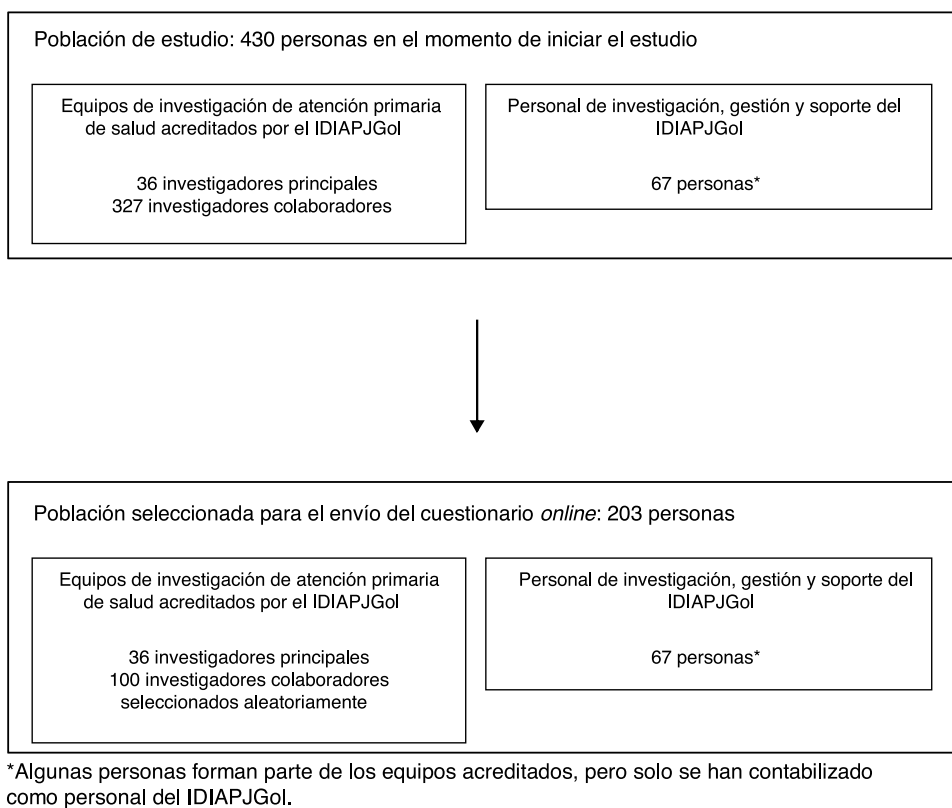 Población de estudio: 430 personas en el momento de iniciar el estudio
Equipos de investigación de atención primaria
de salud acreditados por el IDIAPJGol
36 investigadores principales
327 investigadores colaboradores
Personal de investigación, gestión y soporte del
IDIAPJGol
67 personas*
Población seleccionada para el envío del cuestionario online: 203 personas
Equipos de investigación de atención primaria
de salud acreditados por el IDIAPJGol
36 investigadores principales
100 investigadores colaboradores
seleccionados aleatoriamente
Personal de investigación, gestión y soporte del
IDIAPJGol
67 personas*
*Algunas personas forman parte de los equipos acreditados, pero solo se han contabilizado
como personal del IDIAPJGol.